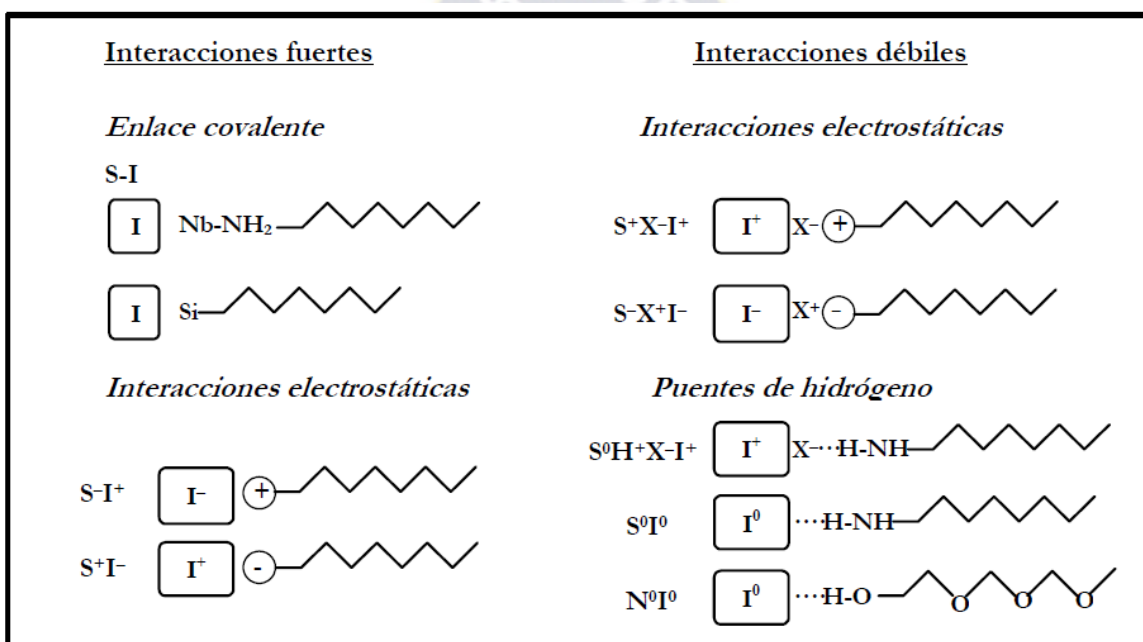 Interacciones fuertes
Enlace covalente
S-I
I Nb-NH₂
I Si
Interacciones electrostáticas
S⁻I⁺ I⁻ +
S⁺I⁻ I⁺ -
Interacciones débiles
Interacciones electrostáticas
S⁺X⁻I⁺ I⁺ X⁻ +
S⁻X⁺I⁻ I⁻ X⁺ −
Puentes de hidrógeno
S⁰H⁺X⁻I⁺ I⁺ X⁻····H-NH
S⁰I⁰ I⁰ ····H-NH
N⁰I⁰ I⁰ ····H-O O O O